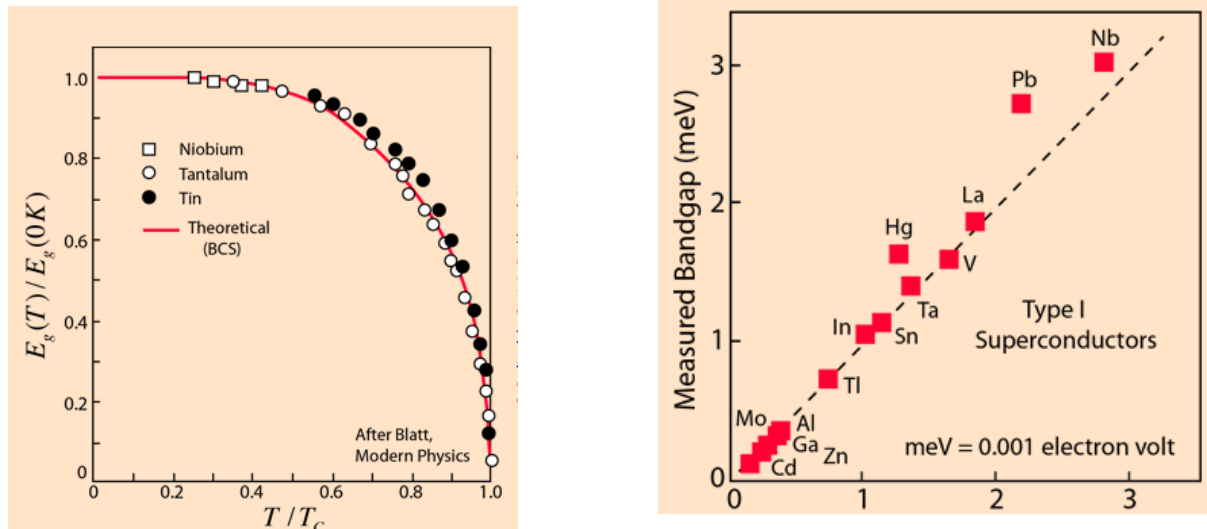 1.0
0.8
0.6
0.4
0.2
0
E_g(T)/E_g(0K)
Niobium
Tantalum
Tin
Theoretical
(BCS)
After Blatt,
Modern Physics
0 0.2 0.4 0.6 0.8 1.0
T/T_C
Measured Bandgap (meV)
3
2
1
0
Nb
Pb
La
Hg
V
Ta
In
Sn
Tl
Mo
Al
Ga
Zn
Cd
Type I
Superconductors
meV = 0.001 electron volt
0 1 2 3